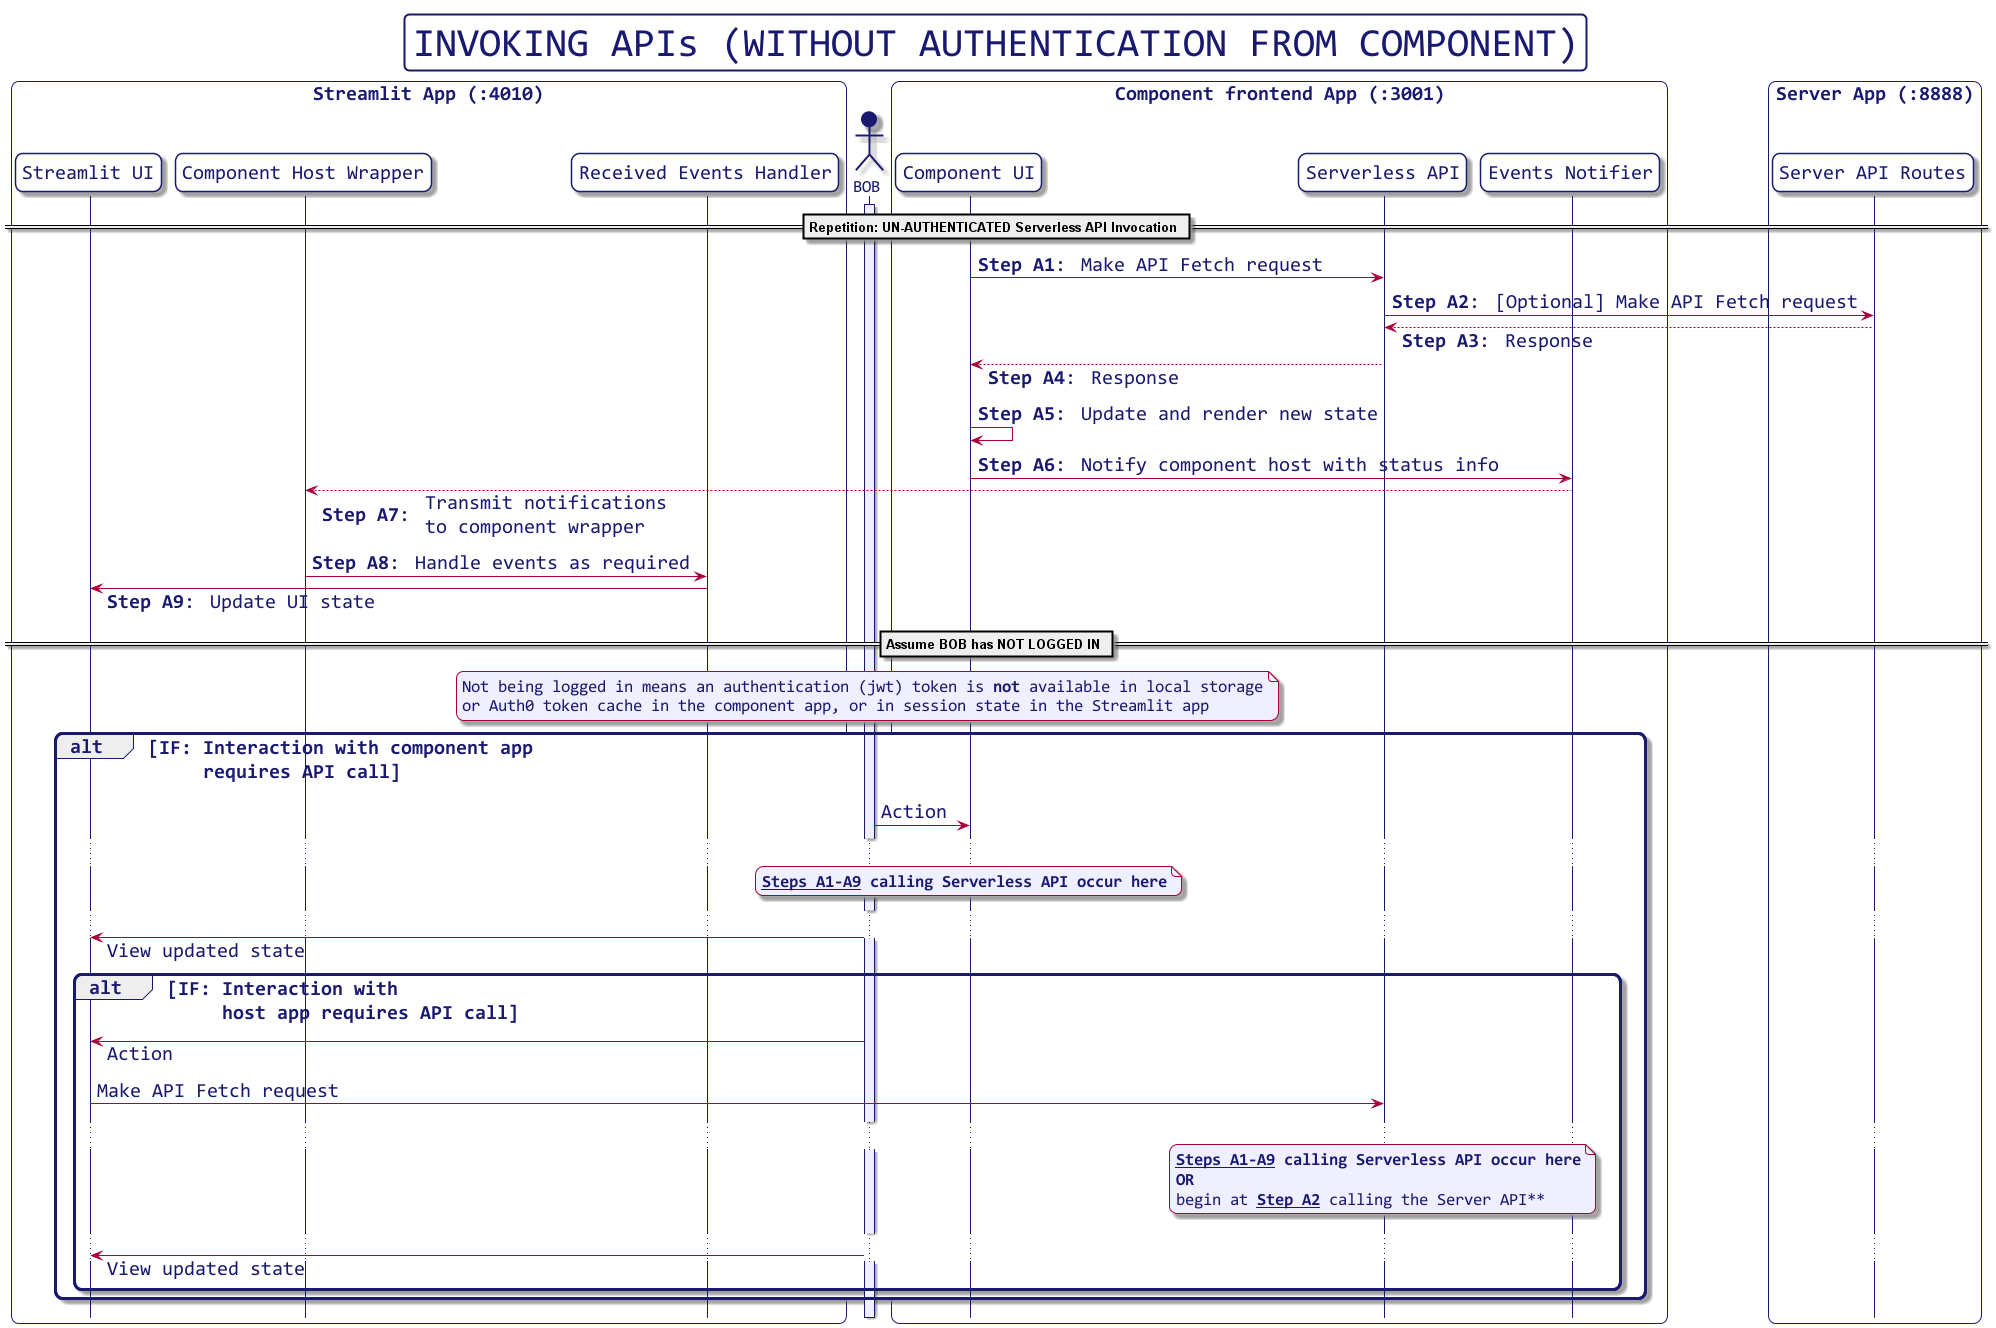 INVOKING APIs (WITHOUT AUTHENTICATION FROM COMPONENT)
Streamlit App (:4010)
Component frontend App (:3001)
Server App (:8888)
Streamlit UI
Component Host Wrapper
Received Events Handler
BOB
Component UI
Serverless API
Events Notifier
Server API Routes
Repetition: UN-AUTHENTICATED Serverless API Invocation
Step A1: Make API Fetch request
Step A2: [Optional] Make API Fetch request
Step A3: Response
Step A4: Response
Step A5: Update and render new state
Step A6: Notify component host with status info
Step A7: Transmit notifications
to component wrapper
Step A8: Handle events as required
Step A9: Update UI state
Assume BOB has NOT LOGGED IN
Not being logged in means an authentication (jwt) token is not available in local storage
or Auth0 token cache in the component app, or in session state in the Streamlit app
alt [IF: Interaction with component app
requires API call]
Action
Steps A1-A9 calling Serverless API occur here
View updated state
alt [IF: Interaction with
host app requires API call]
Action
Make API Fetch request
Steps A1-A9 calling Serverless API occur here
OR
begin at Step A2 calling the Server API**
View updated state